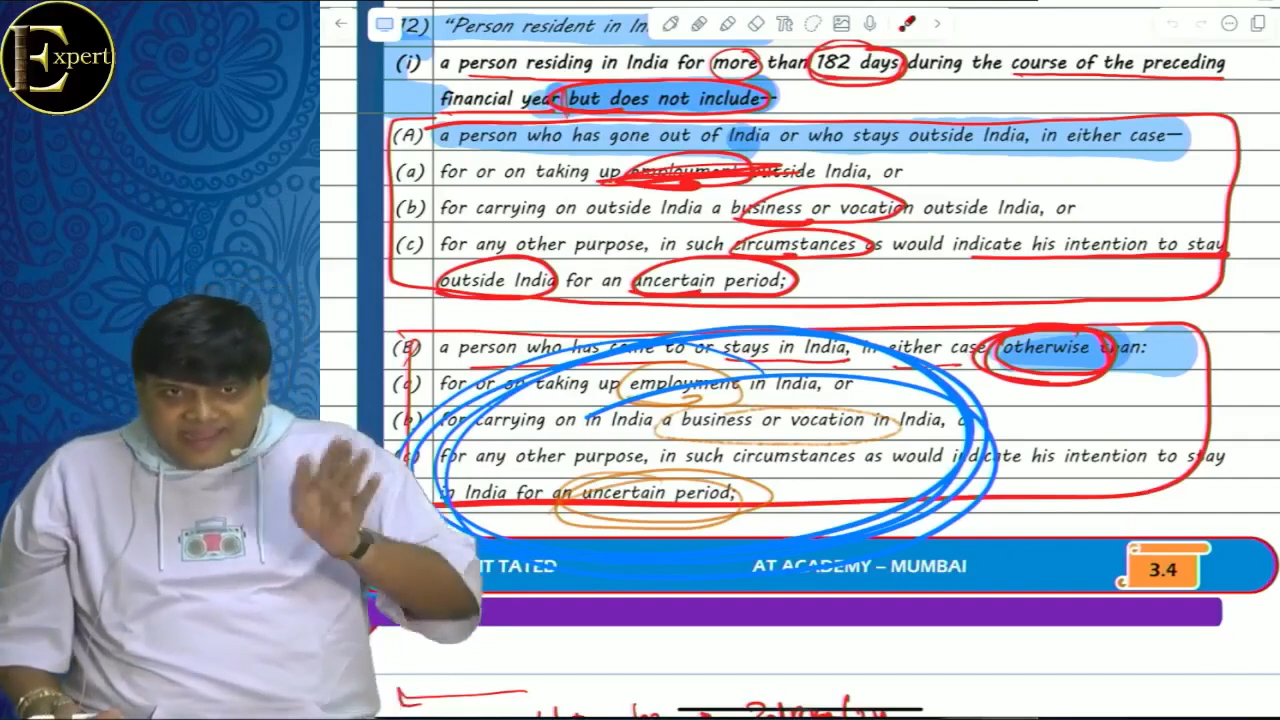 Expert
12) "Person resident in In
(i) a person residing in India for more than 182 days during the course of the preceding
financial year but does not include—
(A) a person who has gone out of India or who stays outside India, in either case—
(a) for or on taking up employment outside India, or
(b) for carrying on outside India a business or vocation outside India, or
(c) for any other purpose, in such circumstances as would indicate his intention to stay
outside India for an uncertain period;
(B) a person who has come to or stays in India, in either case, otherwise than:
(a) for or on taking up employment in India, or
(b) for carrying on in India a business or vocation in India,
for any other purpose, in such circumstances as would indicate his intention to stay
in India for an uncertain period;
TATED AT ACADEMY – MUMBAI 3.4